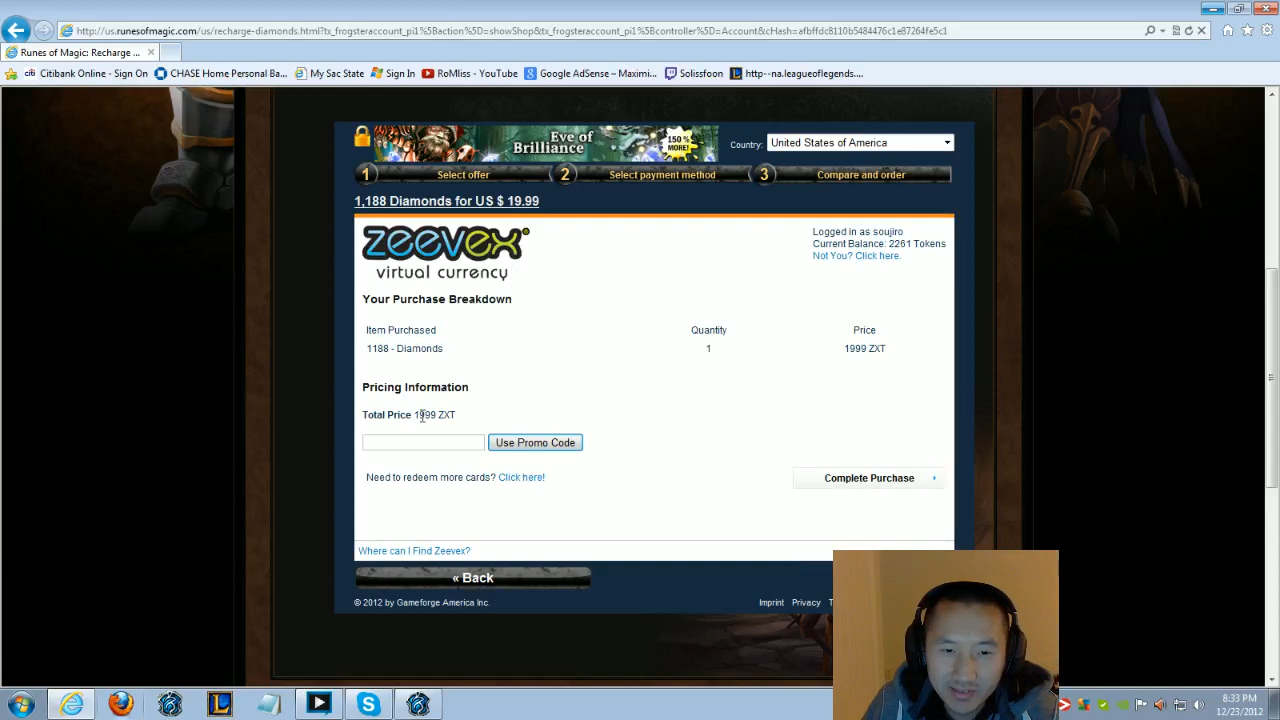 http://us.runesofmagic.com/us/recharge-diamonds.html?tx_frogsteraccount_pi1%5Baction%5D=showShop&tx_frogsteraccount_pi1%5Bcontroller%5D=Account&cHash=afbffdc8110b5484476c1e87264fe5c1
Runes of Magic: Recharge ...
Citibank Online - Sign On
CHASE Home Personal Ba...
My Sac State
Sign In
RoMliss - YouTube
Google AdSense – Maximi...
Solissfoon
http--na.leagueoflegends....
Eve of
Brilliance
150%
MORE!
Country:
United States of America
1 Select offer
2 Select payment method
3 Compare and order
1,188 Diamonds for US $ 19.99
zeevex
virtual currency
Logged in as soujiro
Current Balance: 2261 Tokens
Not You? Click here.
Your Purchase Breakdown
Item Purchased Quantity Price
1188 - Diamonds 1 1999 ZXT
Pricing Information
Total Price 1999 ZXT
Use Promo Code
Need to redeem more cards? Click here!
Complete Purchase
Where can I Find Zeevex?
« Back
© 2012 by Gameforge America Inc.
Imprint Privacy
8:33 PM
12/23/2012